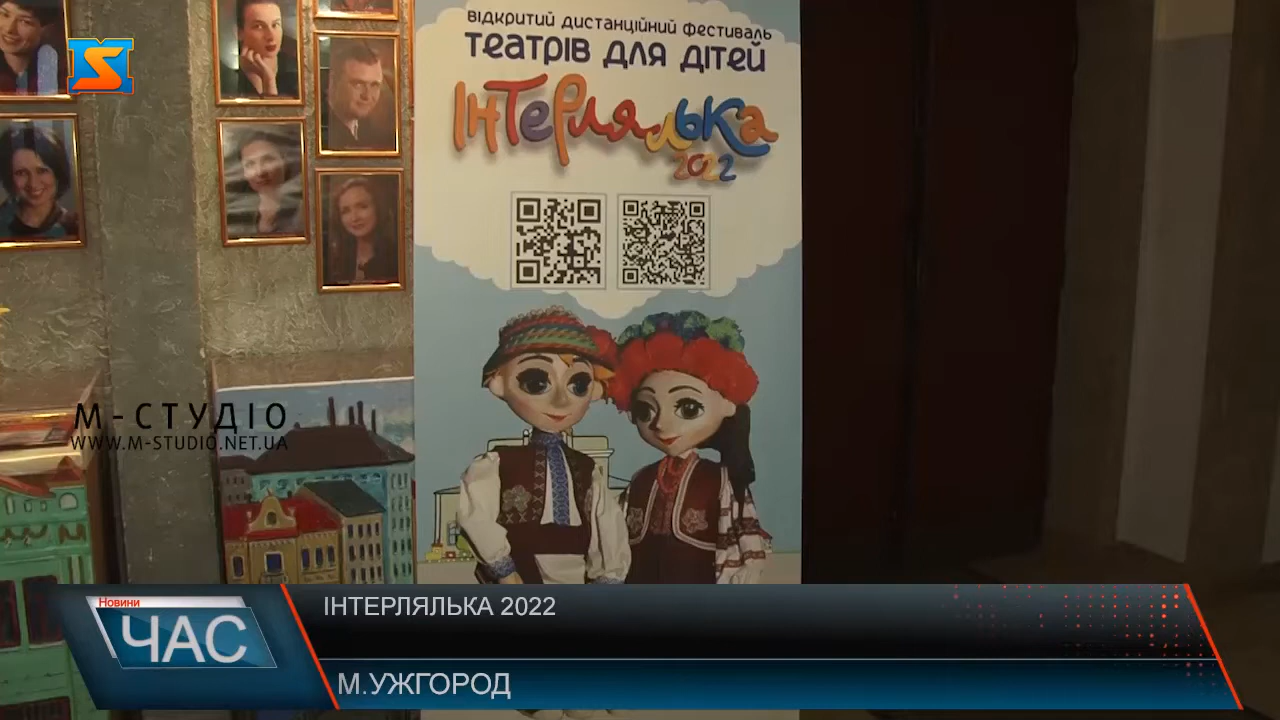 ВІДКРИТИЙ ДИСТАНЦІЙНИЙ ФЕСТИВАЛЬ
ТЕАТРІВ ДЛЯ ДІТЕЙ
ІНТЕРЛЯЛЬКА
2022
М-СТУДІО
WWW.M-STUDIO.NET.UA
Новини
ЧАС
ІНТЕРЛЯЛЬКА 2022
М.УЖГОРОД